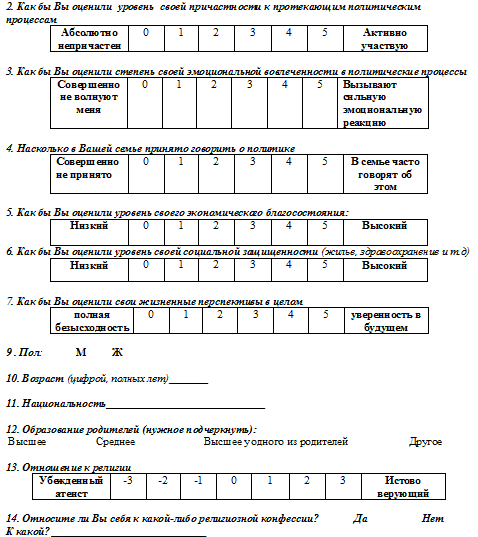 2. Как бы Вы оценили уровень своей причастности к протекающим политическим
процессам
Абсолютно непричастен 0 1 2 3 4 5 Активно участвую
3. Как бы Вы оценили степень своей эмоциональной вовлеченности в политические процессы
Совершенно не волнуют меня 0 1 2 3 4 5 Вызывают сильную эмоциональную реакцию
4. Насколько в Вашей семье принято говорить о политике
Совершенно не принято 0 1 2 3 4 5 В семье часто говорят об этом
5. Как бы Вы оценили уровень своего экономического благосостояния:
Низкий 0 1 2 3 4 5 Высокий
6. Как бы Вы оценили уровень своей социальной защищенности (жилье, здравоохранение и т.д)
Низкий 0 1 2 3 4 5 Высокий
7. Как бы Вы оценили свои жизненные перспективы в целом
полная безысходность 0 1 2 3 4 5 уверенность в будущем
9. Пол: М Ж
10. Возраст (цифрой, полных лет)_______
11. Национальность____________________________
12. Образование родителей (нужное подчеркнуть):
Высшее Среднее Высшее у одного из родителей Другое
13. Отношение к религии
Убежденный атеист -3 -2 -1 0 1 2 3 Истово верующий
14. Относите ли Вы себя к какой-либо религиозной конфессии? Да Нет
К какой?___________________________